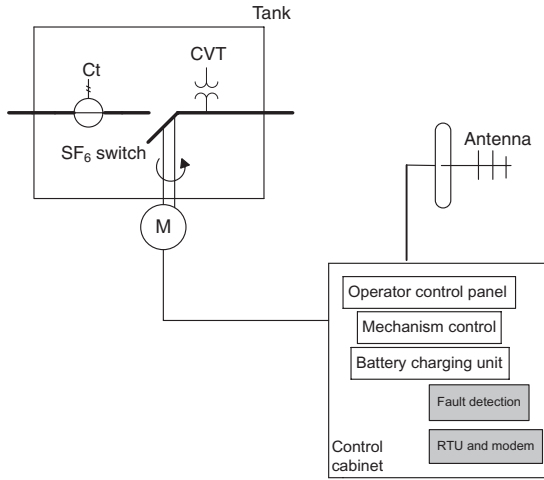 Tank
CVT
Ct
SF₆ switch
M
Antenna
Operator control panel
Mechanism control
Battery charging unit
Fault detection
RTU and modem
Control
cabinet